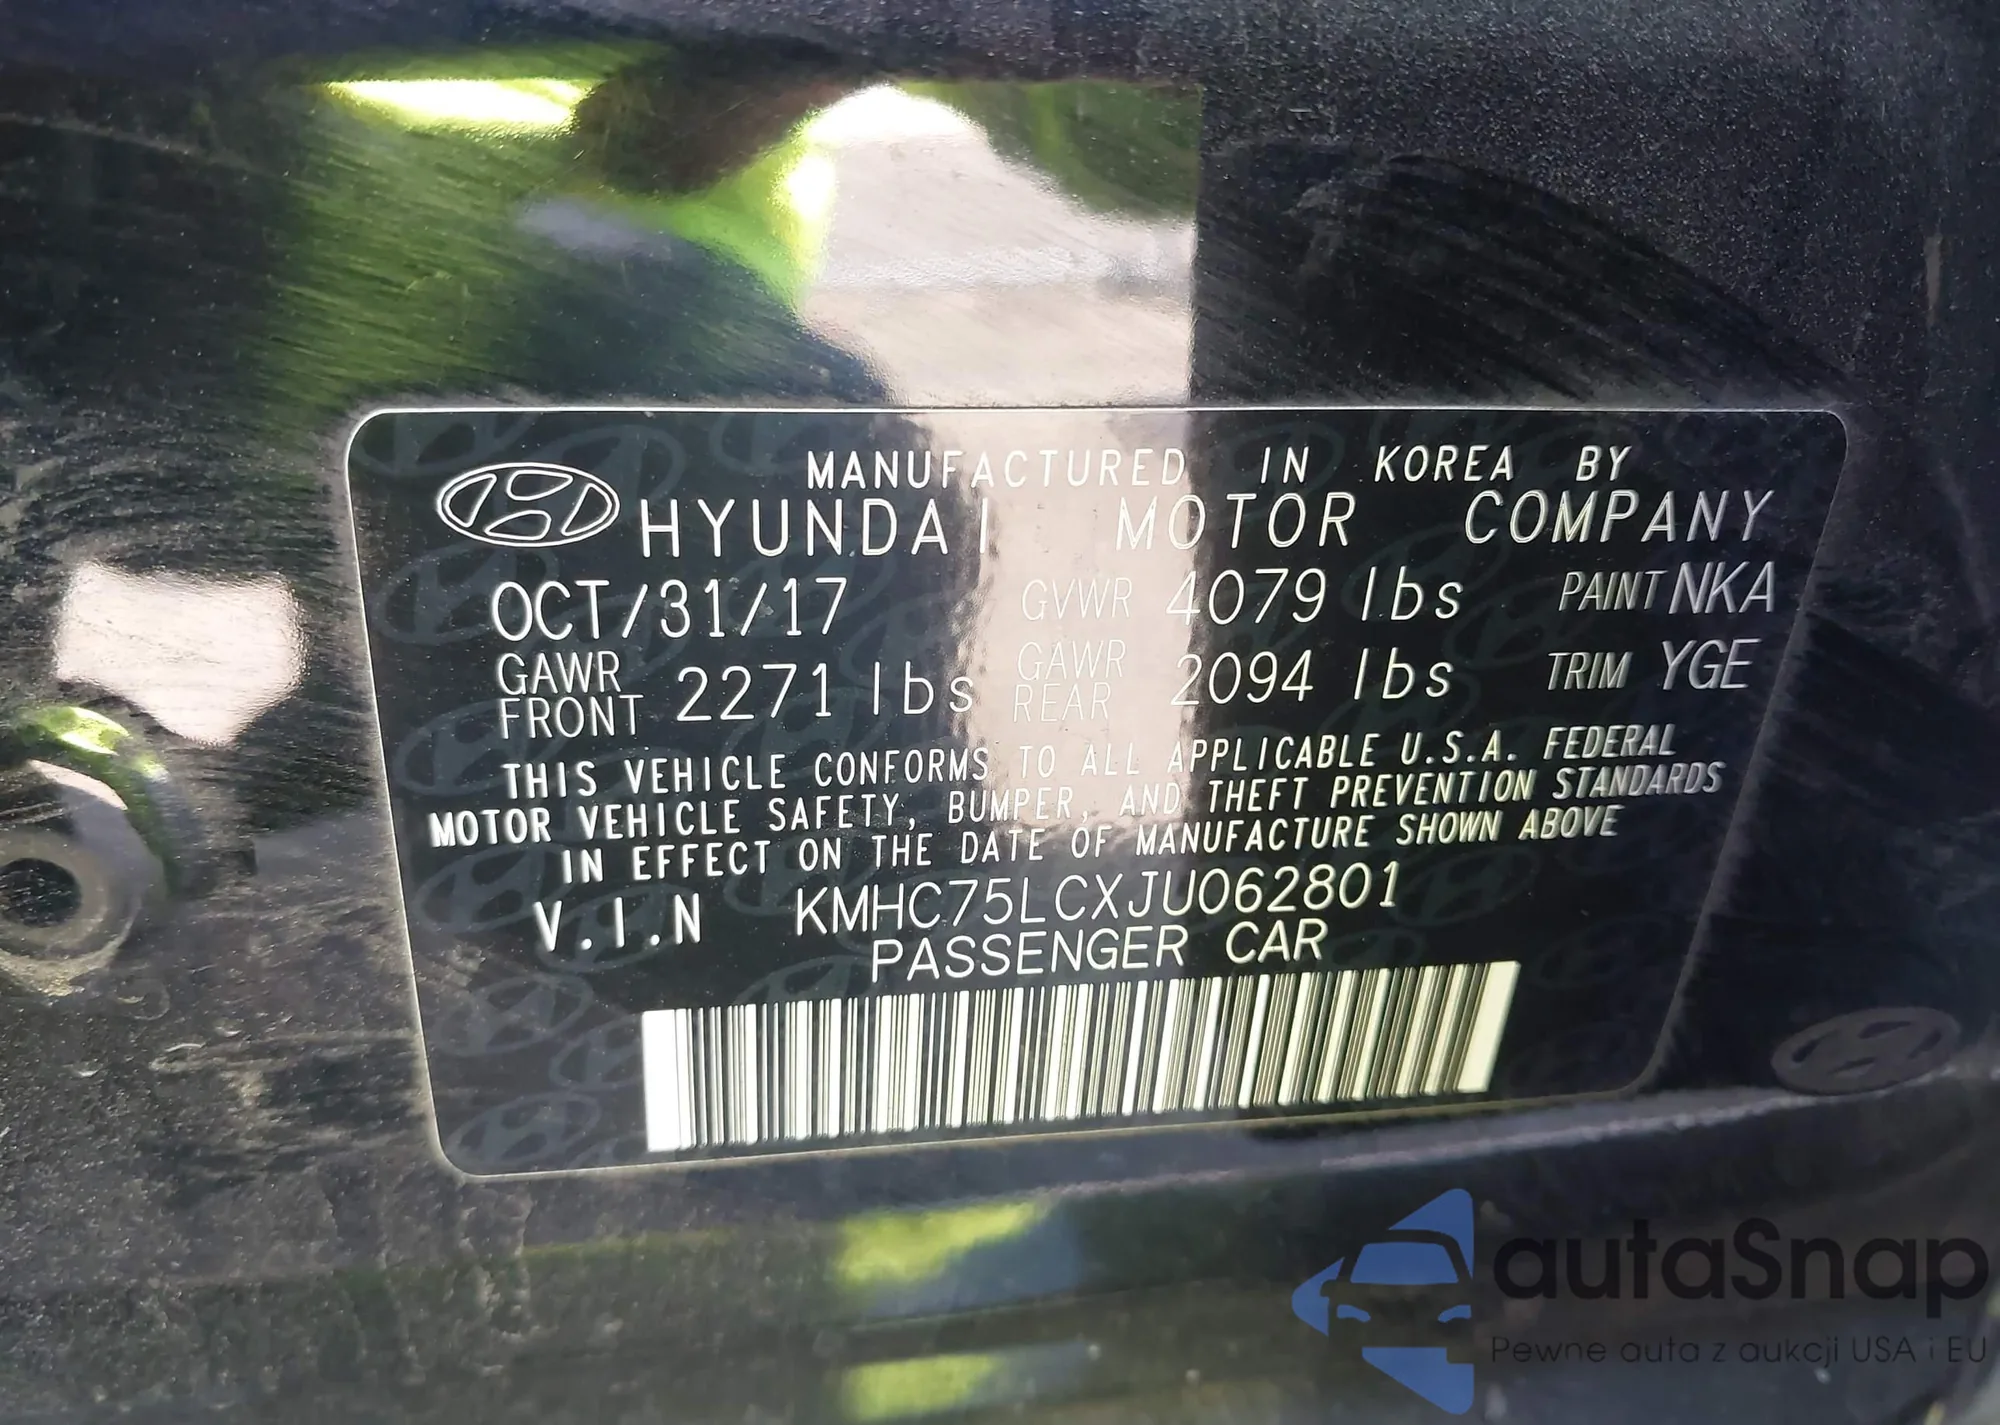 MANUFACTURED IN KOREA BY
HYUNDAI MOTOR COMPANY
OCT/31/17 GVWR 4079 lbs PAINT NKA
GAWR FRONT 2271 lbs GAWR REAR 2094 lbs TRIM YGE
THIS VEHICLE CONFORMS TO ALL APPLICABLE U.S.A. FEDERAL
MOTOR VEHICLE SAFETY, BUMPER, AND THEFT PREVENTION STANDARDS
IN EFFECT ON THE DATE OF MANUFACTURE SHOWN ABOVE
V.I.N KMHC75LCXJU062801
PASSENGER CAR
autaSnap
Pewne auta z aukcji USA i EU